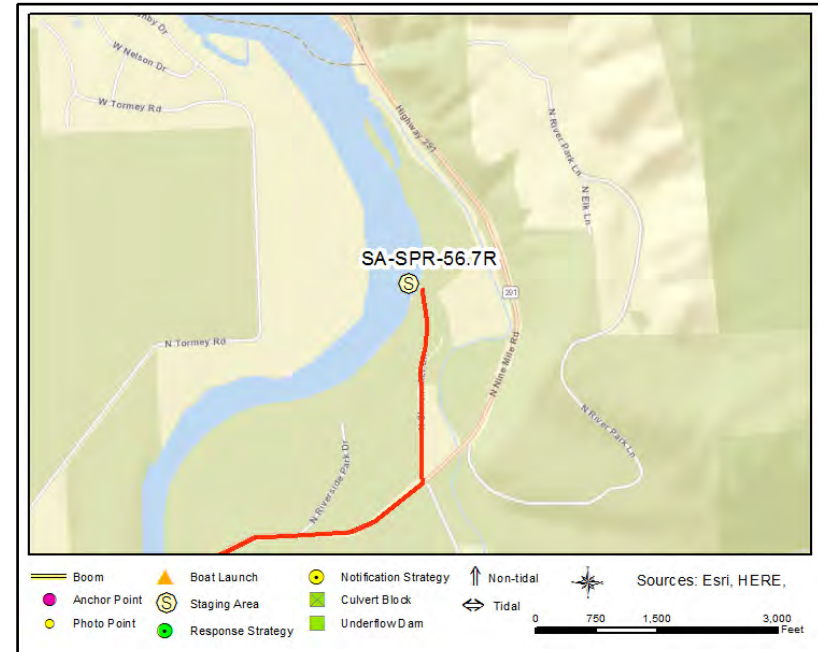 W Nelson Dr
W Tormey Rd
Highway 291
N River Park Ln
N Elk Ln
SA-SPR-56.7R
S
291
N Tormey Rd
N Nine Mile Rd
N River Park Ln
N Riverside Park Dr
Boom
Boat Launch
Notification Strategy
Non-tidal
Sources: Esri, HERE,
Anchor Point
S
Staging Area
Culvert Block
Tidal
Photo Point
Response Strategy
Underflow Dam
0 750 1,500 3,000
Feet